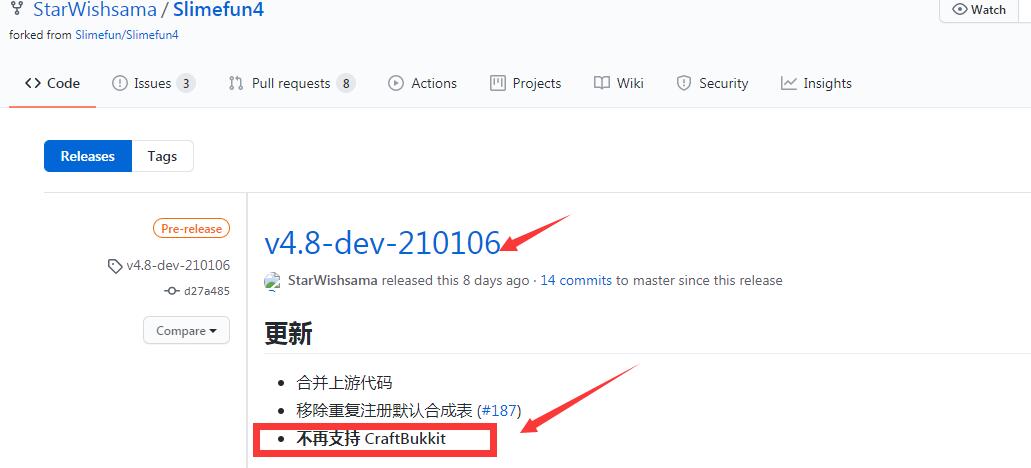 StarWishsama / Slimefun4
Watch
forked from Slimefun/Slimefun4
Code Issues 3 Pull requests 8 Actions Projects Wiki Security Insights
Releases Tags
Pre-release
v4.8-dev-210106
v4.8-dev-210106
d27a485
StarWishsama released this 8 days ago · 14 commits to master since this release
Compare
更新
合并上游代码
移除重复注册默认合成表 (#187)
不再支持 CraftBukkit